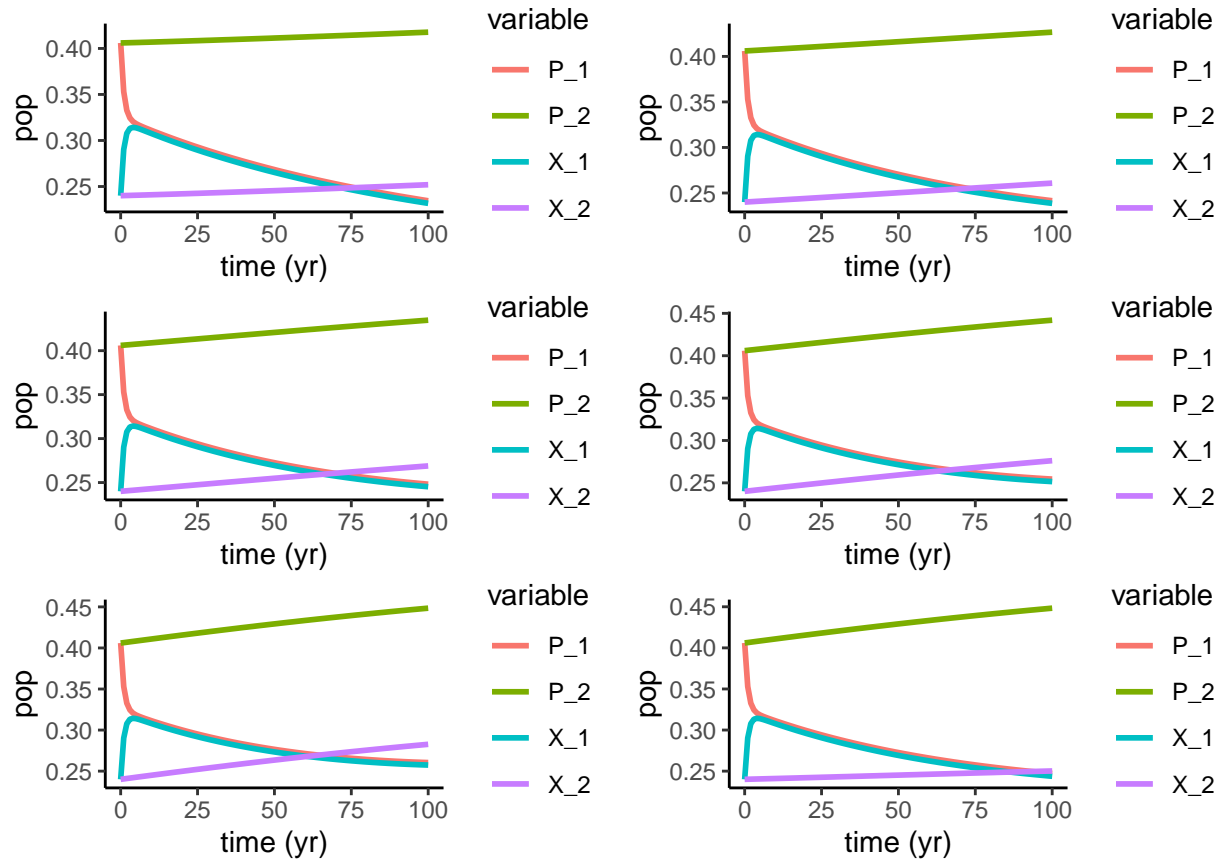 variable
0.40
0.35
0.30
0.25
pop
0 25 50 75 100
time (yr)
P_1
P_2
X_1
X_2
variable
0.40
0.35
0.30
0.25
pop
0 25 50 75 100
time (yr)
P_1
P_2
X_1
X_2
variable
0.40
0.35
0.30
0.25
pop
0 25 50 75 100
time (yr)
P_1
P_2
X_1
X_2
variable
0.45
0.40
0.35
0.30
0.25
pop
0 25 50 75 100
time (yr)
P_1
P_2
X_1
X_2
variable
0.45
0.40
0.35
0.30
0.25
pop
0 25 50 75 100
time (yr)
P_1
P_2
X_1
X_2
variable
0.45
0.40
0.35
0.30
0.25
pop
0 25 50 75 100
time (yr)
P_1
P_2
X_1
X_2